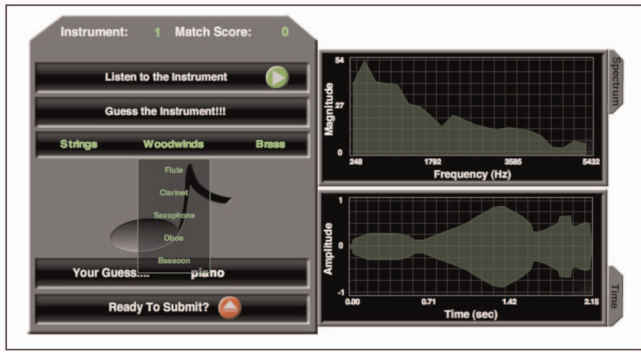 Instrument: 1 Match Score: 0
Listen to the Instrument
Guess the Instrument!!!
Strings Woodwinds Brass
Flute
Clarinet
Saxophone
Oboe
Bassoon
Your Guess.... piano
Ready To Submit?
Spectrum
Magnitude
54
27
0
248 1792 3585 5432
Frequency (Hz)
Time
Amplitude
1
0
-1
0.00 0.71 1.42 2.15
Time (sec)